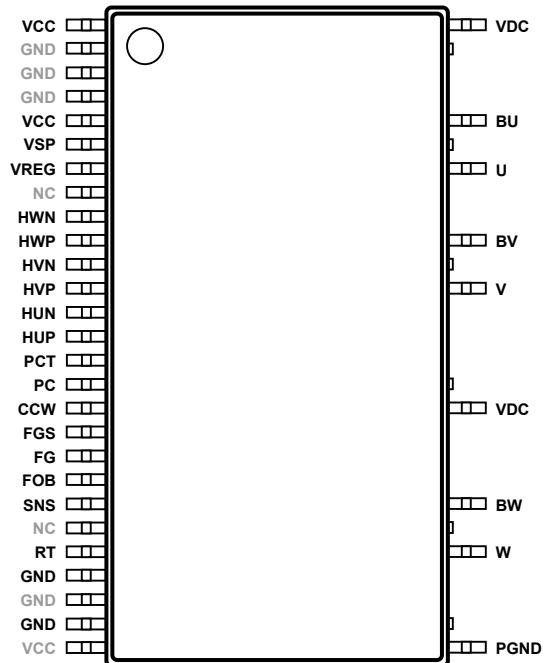 VCC
GND
GND
GND
VCC
VSP
VREG
NC
HWN
HWP
HVN
HVP
HUN
HUP
PCT
PC
CCW
FGS
FG
FOB
SNS
NC
RT
GND
GND
GND
VCC
VDC
BU
U
BV
V
VDC
BW
W
PGND